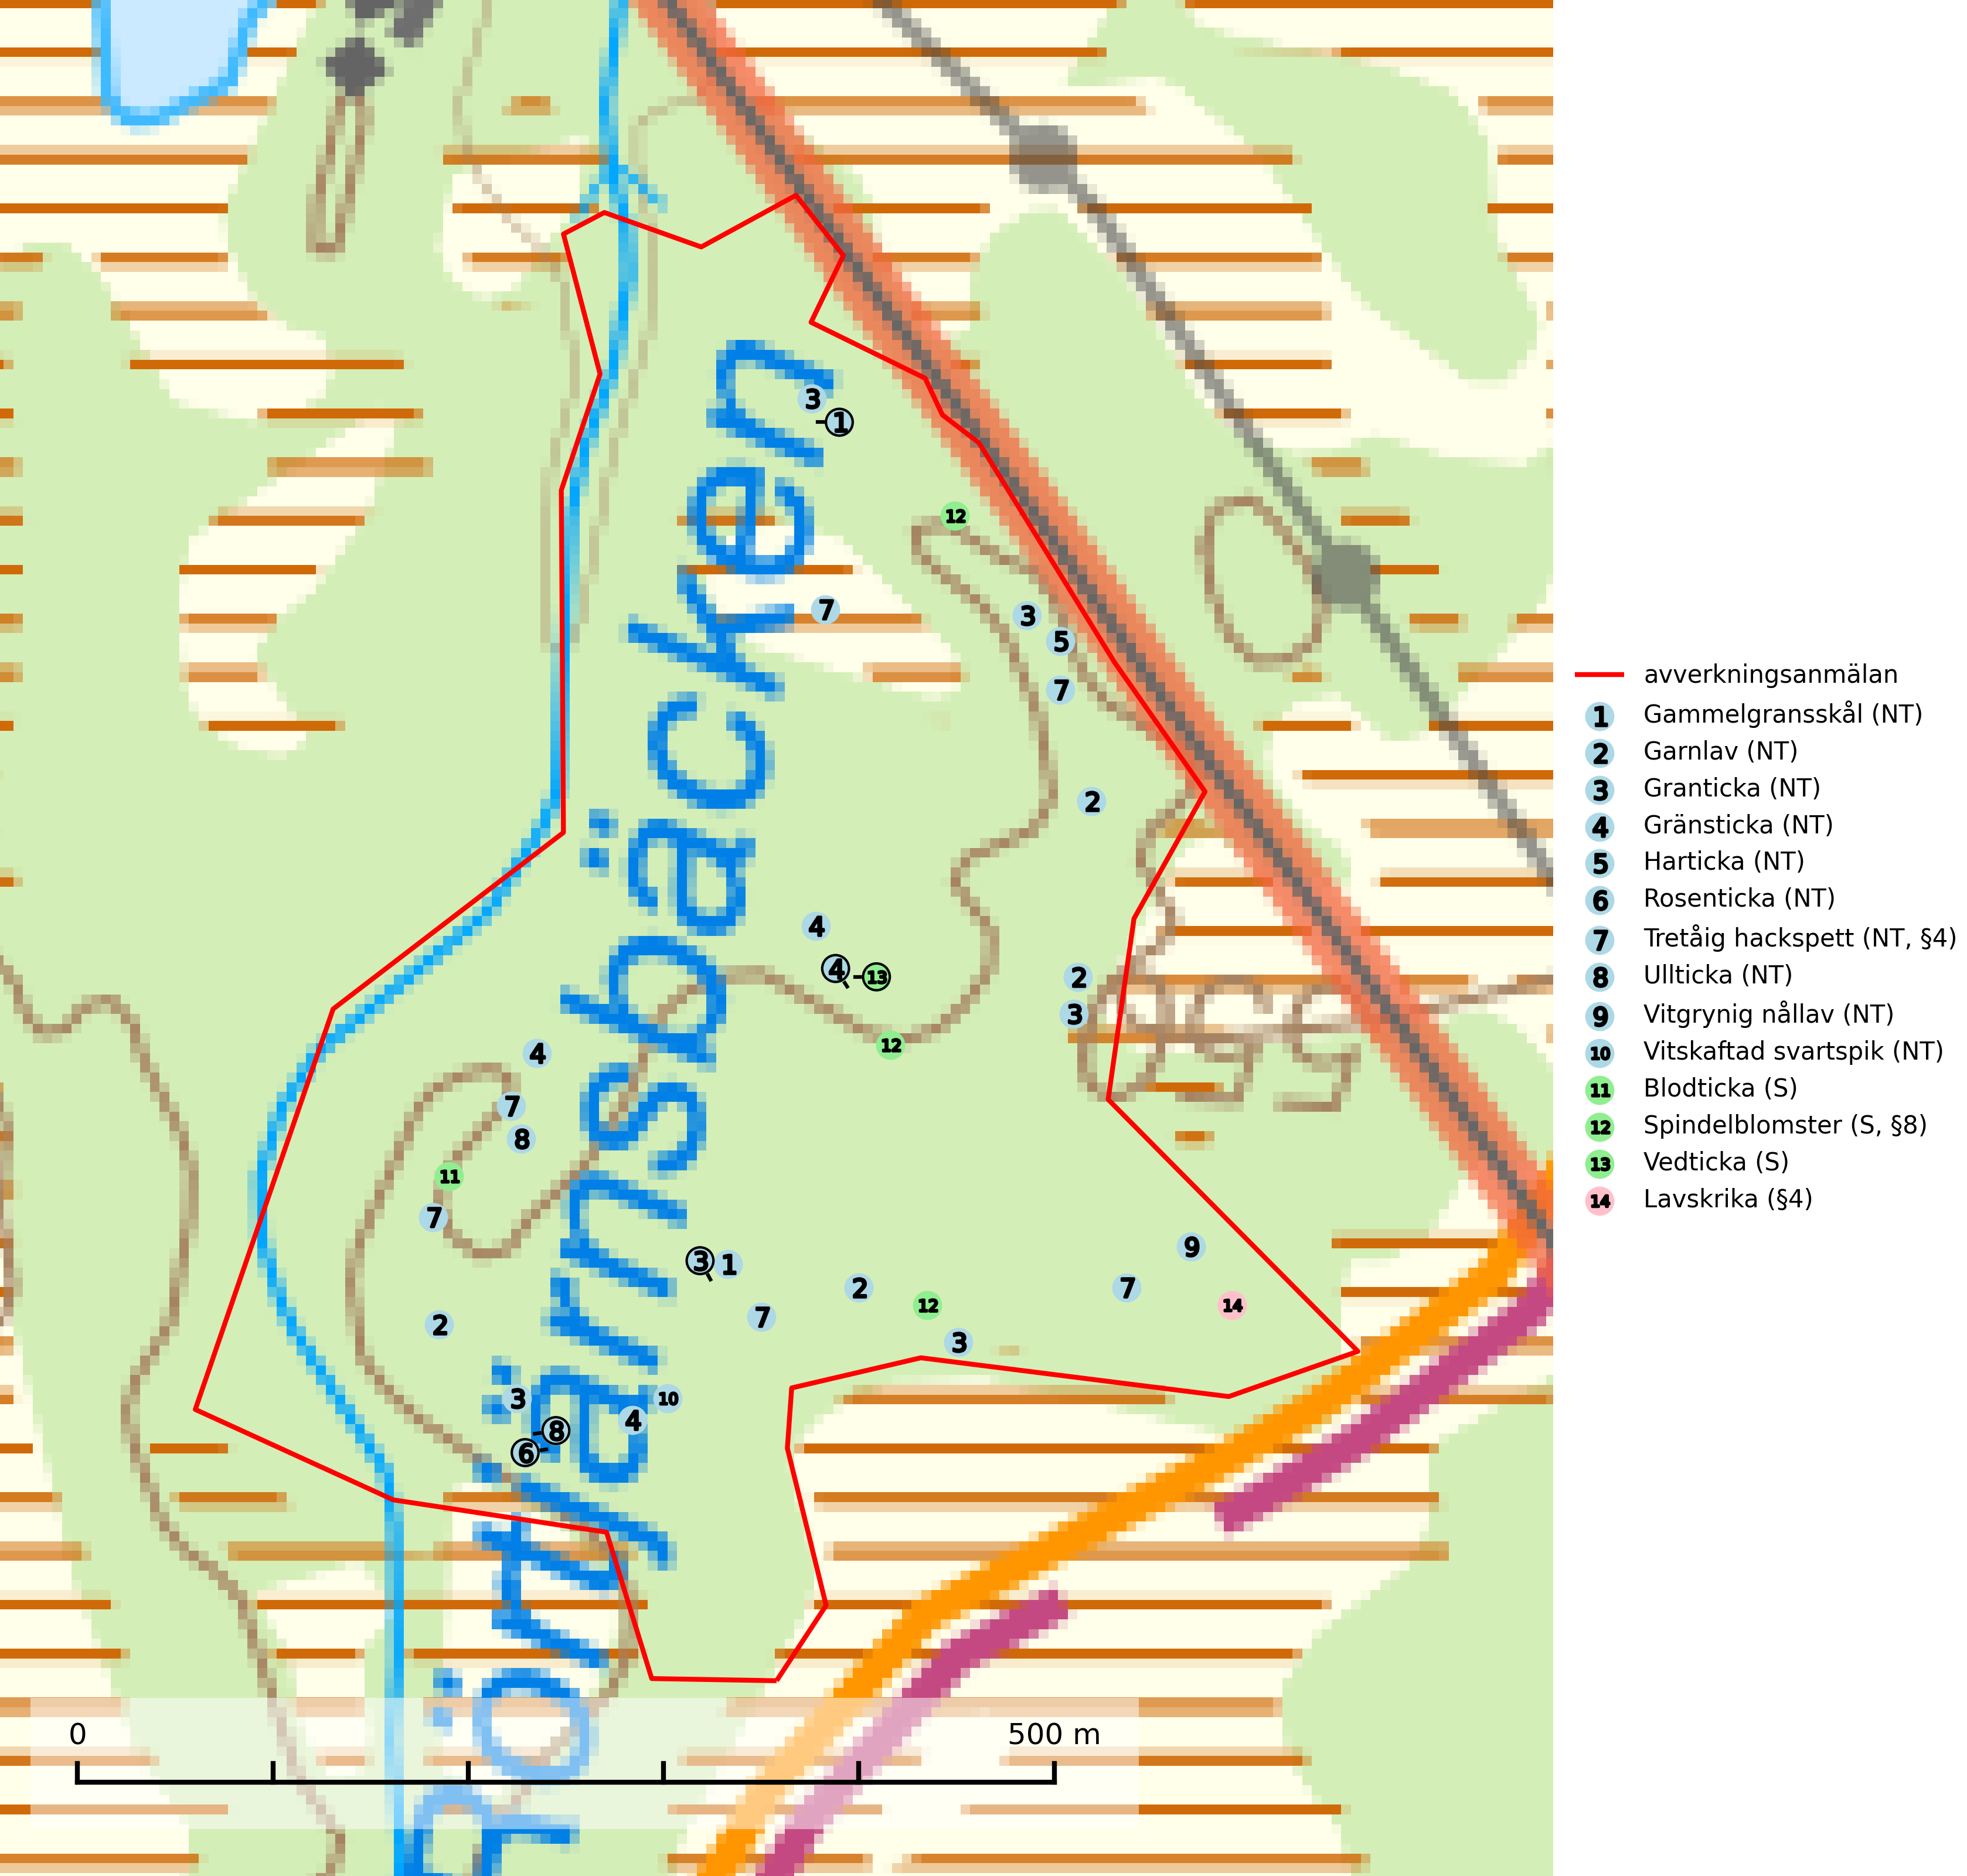 3
1
12
7
3
5
7
2
4
4
13
2
3
12
4
7
8
11
7
9
3
1
2
7
12
14
7
2
3
3
10
4
8
6
rötjärnsbäcken
0
500 m
avverkningsanmälan
1 Gammelgransskål (NT)
2 Garnlav (NT)
3 Granticka (NT)
4 Gränsticka (NT)
5 Harticka (NT)
6 Rosenticka (NT)
7 Tretåig hackspett (NT, §4)
8 Ullticka (NT)
9 Vitgrynig nållav (NT)
10 Vitskaftad svartspik (NT)
11 Blodticka (S)
12 Spindelblomster (S, §8)
13 Vedticka (S)
14 Lavskrika (§4)